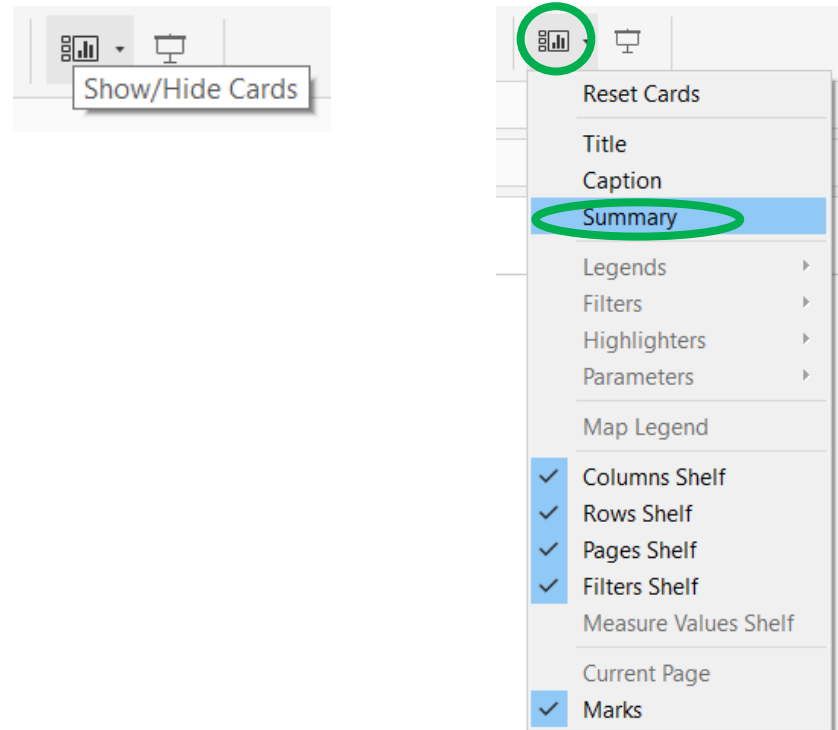 Show/Hide Cards
Reset Cards
Title
Caption
Summary
Legends
Filters
Highlighters
Parameters
Map Legend
Columns Shelf
Rows Shelf
Pages Shelf
Filters Shelf
Measure Values Shelf
Current Page
Marks